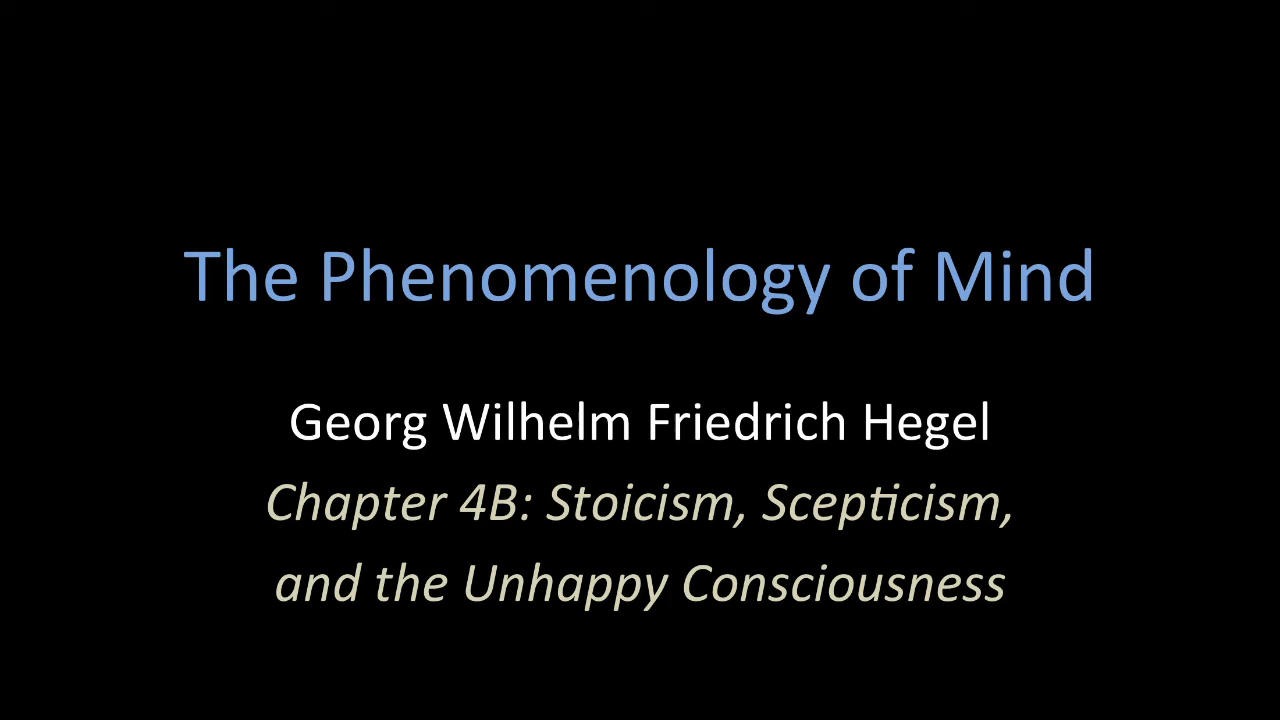 The Phenomenology of Mind
Georg Wilhelm Friedrich Hegel
Chapter 4B: Stoicism, Scepticism,
and the Unhappy Consciousness